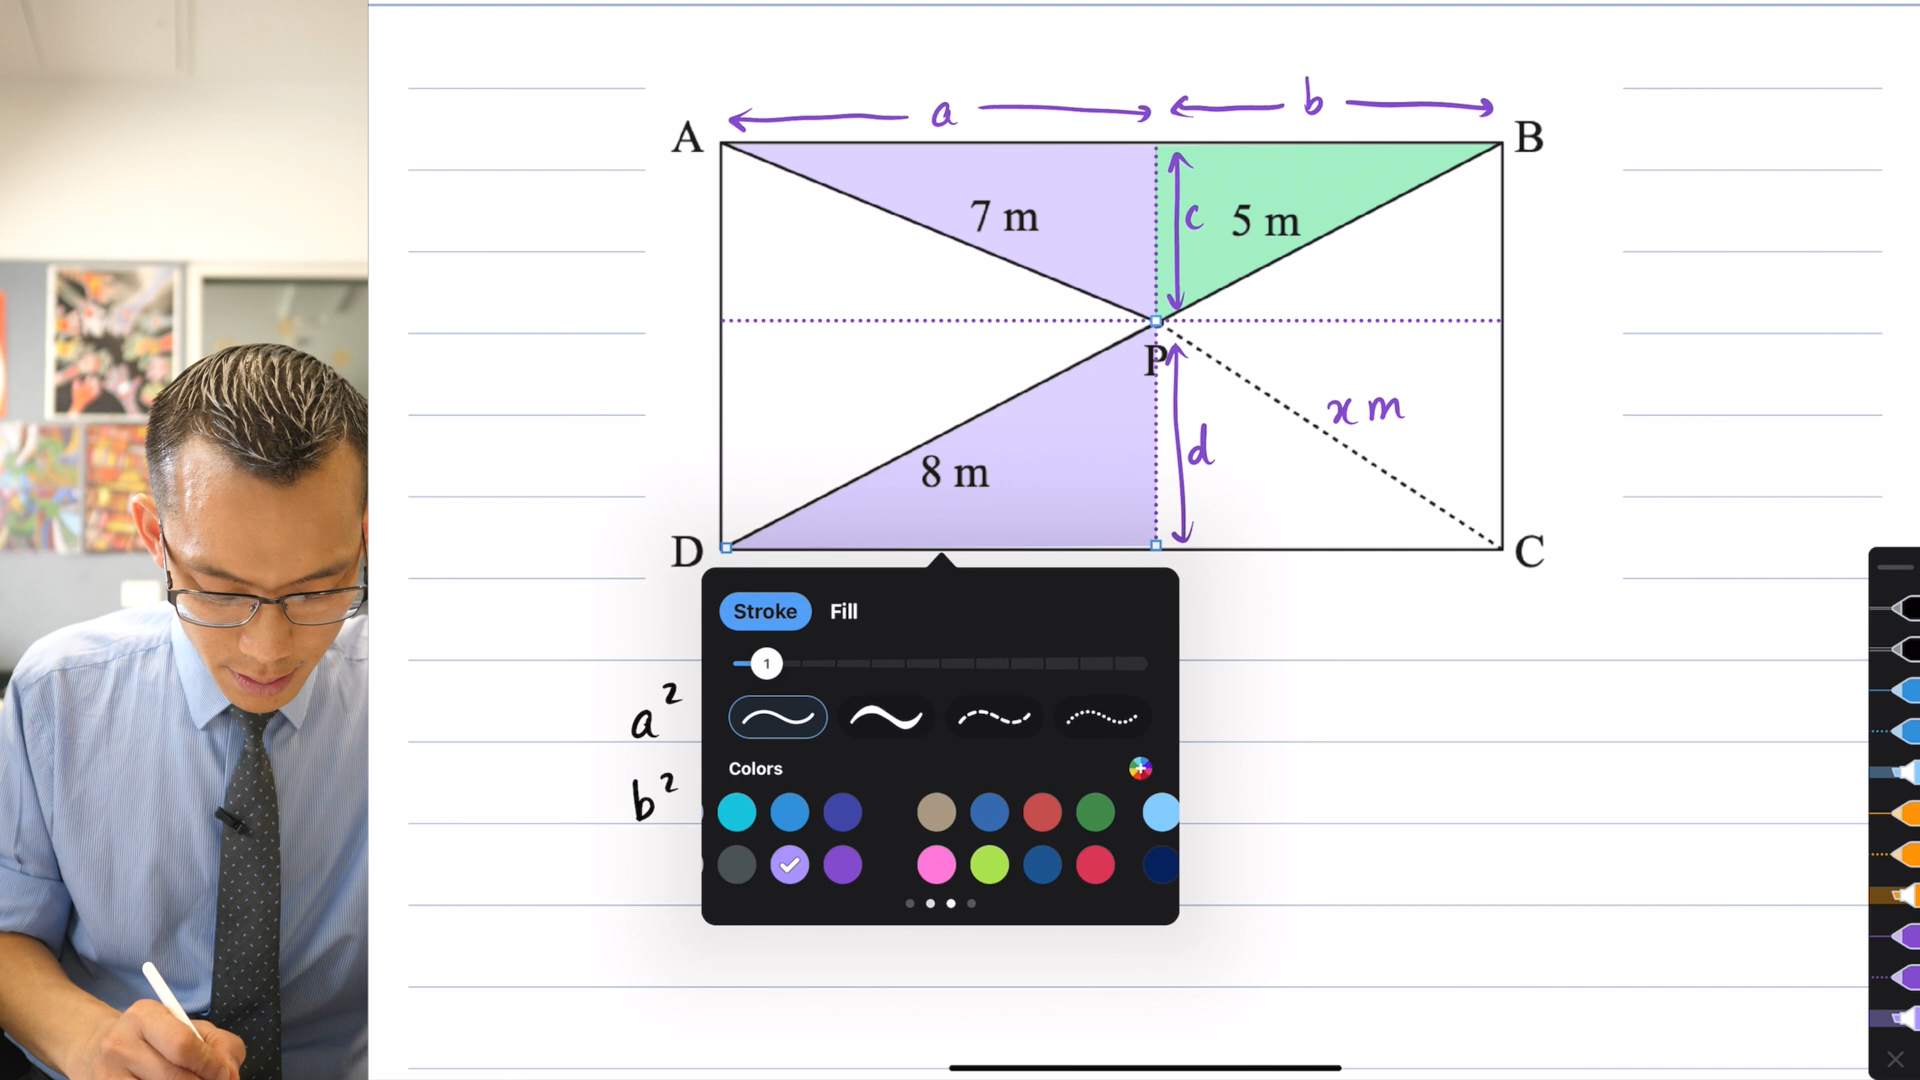 a b
A B
7 m c 5 m
P
x m
8 m d
D C
Stroke Fill
1
a²
b²
Colors